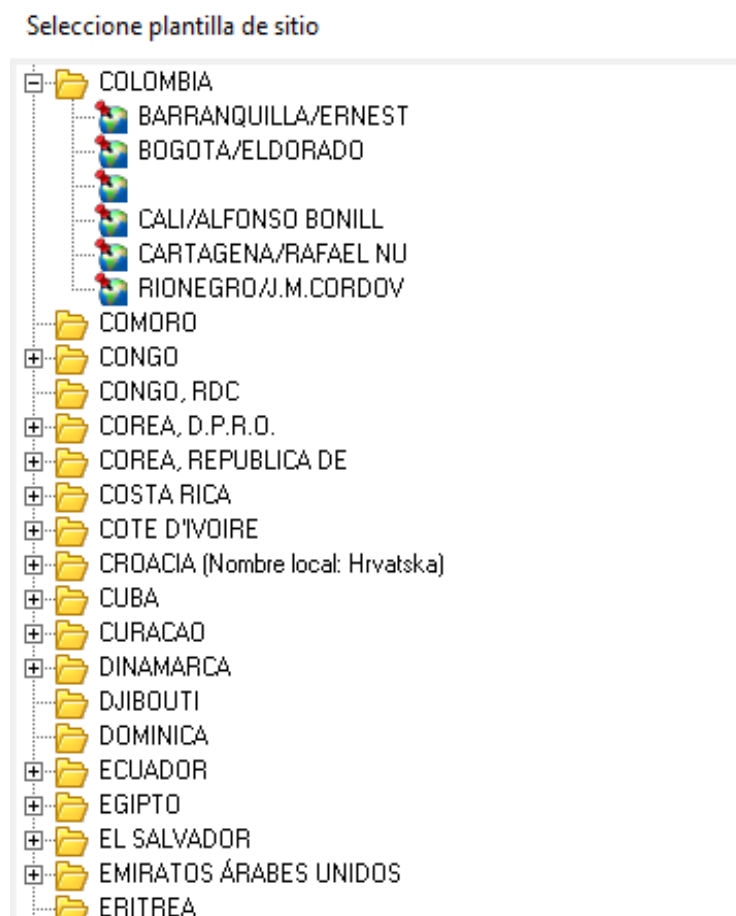 Seleccione plantilla de sitio
COLOMBIA
BARRANQUILLA/ERNEST
BOGOTA/ELDORADO
CALI/ALFONSO BONILL
CARTAGENA/RAFAEL NU
RIONEGRO/J.M.CORDOV
COMORO
CONGO
CONGO, RDC
COREA, D.P.R.O.
COREA, REPUBLICA DE
COSTA RICA
COTE D'IVOIRE
CROACIA (Nombre local: Hrvatska)
CUBA
CURACAO
DINAMARCA
DJIBOUTI
DOMINICA
ECUADOR
EGIPTO
EL SALVADOR
EMIRATOS ÁRABES UNIDOS
ERITREA